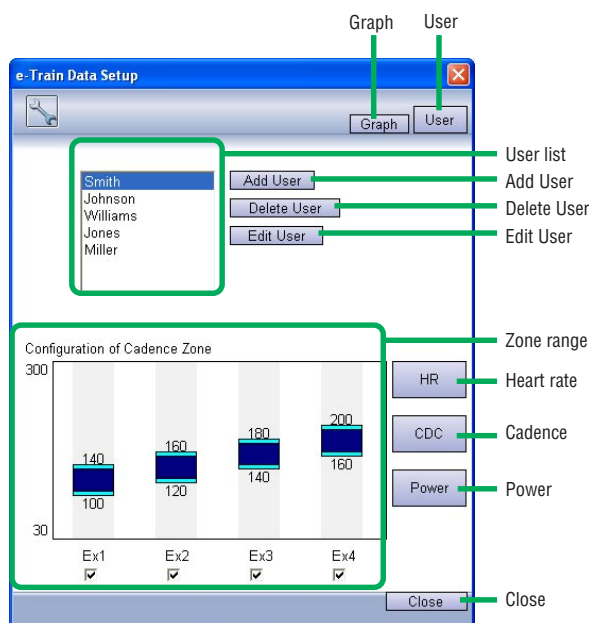 Graph User
e-Train Data Setup
Graph User
User list
Smith Add User Add User
Johnson
Williams Delete User Delete User
Jones Edit User Edit User
Miller
Zone range
Configuration of Cadence Zone
300
HR Heart rate
200
180
160
140
CDC Cadence
160
140
120
100
Power Power
30
Ex1 Ex2 Ex3 Ex4
Close Close